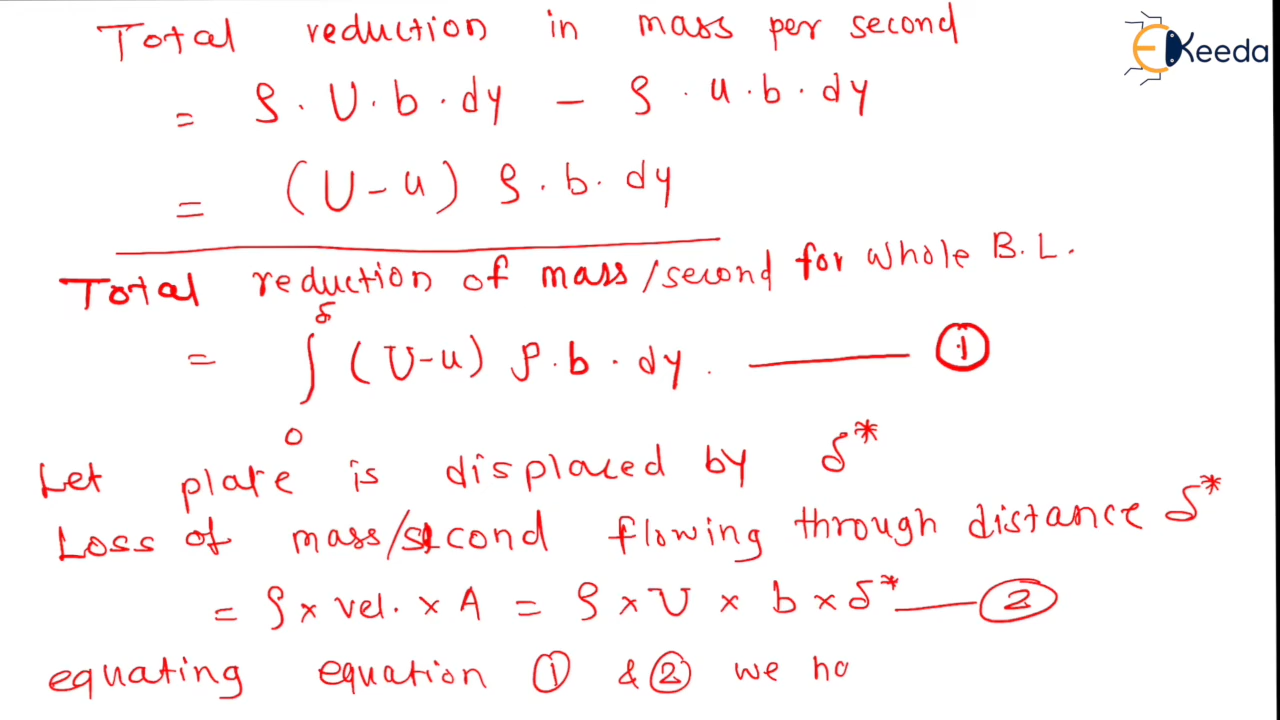 Total reduction in mass per second
EKeeda
= ρ · U · b · dy − ρ · u · b · dy
= (U − u) ρ · b · dy
Total reduction of mass/second for whole B.L.
= ∫₀^δ (U − u) ρ · b · dy. ——— ①
Let plate is displaced by δ*
Loss of mass/second flowing through distance δ*
= ρ × vel. × A = ρ × U × b × δ* — ②
equating equation ① & ② we ha